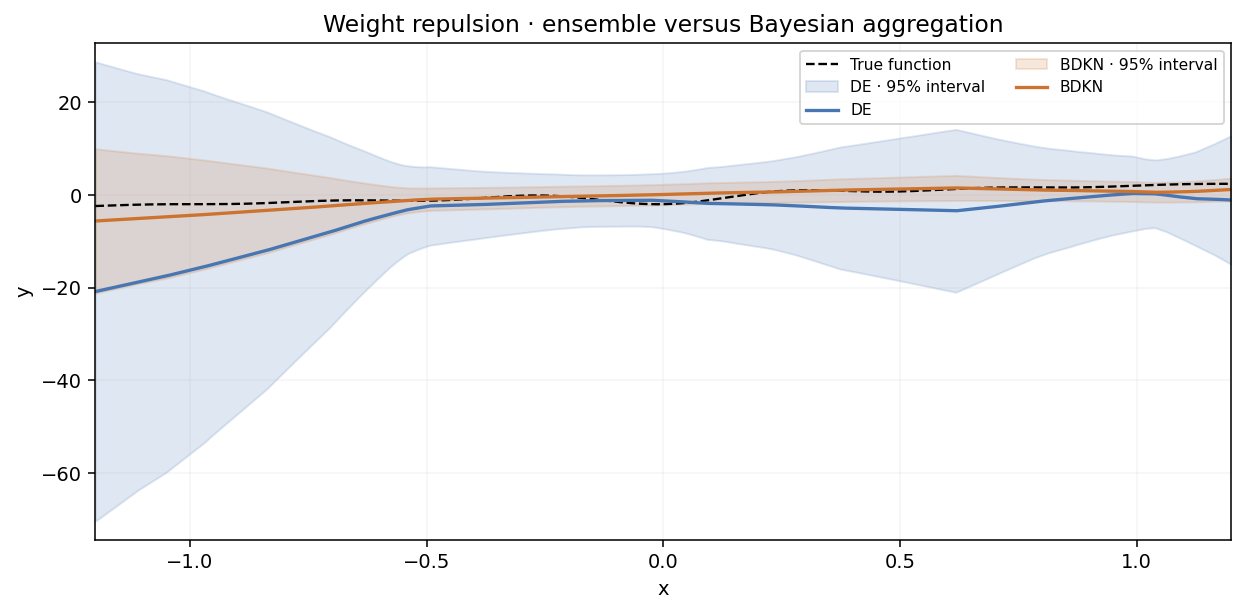 Weight repulsion · ensemble versus Bayesian aggregation
True function
DE · 95% interval
DE
BDKN · 95% interval
BDKN
y
20
0
−20
−40
−60
−1.0
−0.5
0.0
0.5
1.0
x